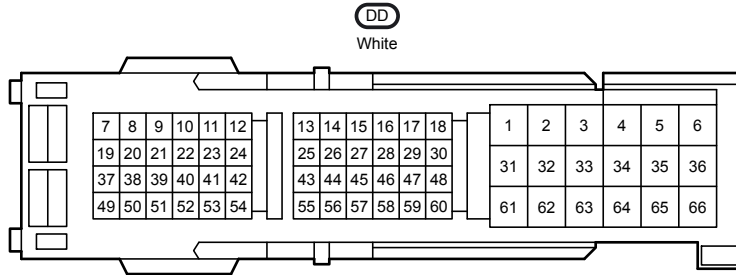 DD
White
7 8 9 10 11 12 13 14 15 16 17 18 1 2 3 4 5 6
19 20 21 22 23 24 25 26 27 28 29 30 31 32 33 34 35 36
37 38 39 40 41 42 43 44 45 46 47 48
49 50 51 52 53 54 55 56 57 58 59 60 61 62 63 64 65 66